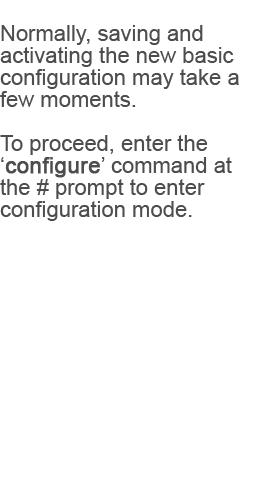 Normally, saving and
activating the new basic
configuration may take a
few moments.
To proceed, enter the
‘configure’ command at
the # prompt to enter
configuration mode.